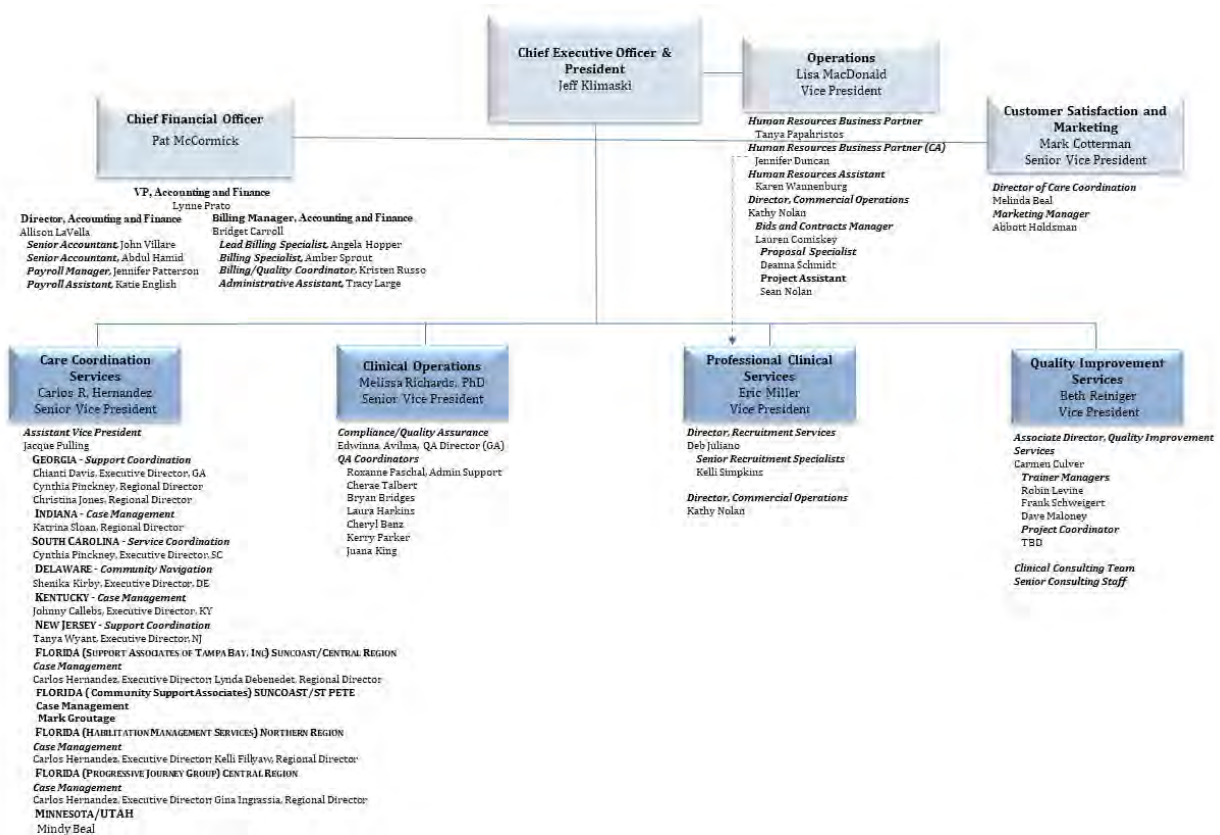 Chief Executive Officer &
President
Jeff Klimaski
Operations
Lisa MacDonald
Vice President
Chief Financial Officer
Pat McCormick
Customer Satisfaction and
Marketing
Mark Cotterman
Senior Vice President
Human Resources Business Partner
Tanya Papahristos
Human Resources Business Partner (CA)
Jennifer Duncan
Human Resources Assistant
Karen Wannenburg
Director, Commercial Operations
Kathy Nolan
Bids and Contracts Manager
Lauren Comiskey
Proposal Specialist
Deanna Schmidt
Project Assistant
Sean Nolan
Director of Care Coordination
Melinda Beal
Marketing Manager
Abbott Holdsman
VP, Accounting and Finance
Lynne Prato
Director, Accounting and Finance
Allison LaVella
Senior Accountant, John Villare
Senior Accountant, Abdul Hamid
Payroll Manager, Jennifer Patterson
Payroll Assistant, Katie English
Billing Manager, Accounting and Finance
Bridget Carroll
Lead Billing Specialist, Angela Hopper
Billing Specialist, Amber Sprout
Billing/Quality Coordinator, Kristen Russo
Administrative Assistant, Tracy Large
Care Coordination
Services
Carlos R. Hernandez
Senior Vice President
Assistant Vice President
Jacque Pulling
GEORGIA - Support Coordination
Chianti Davis, Executive Director, GA
Cynthia Pinckney, Regional Director
Christina Jones, Regional Director
INDIANA - Case Management
Katrina Sloan, Regional Director
SOUTH CAROLINA - Service Coordination
Cynthia Pinckney, Executive Director, SC
DELAWARE - Community Navigation
Shenika Kirby, Executive Director, DE
KENTUCKY - Case Management
Johnny Callebs, Executive Director, KY
NEW JERSEY - Support Coordination
Tanya Wyant, Executive Director, NJ
FLORIDA (SUPPORT ASSOCIATES OF TAMPA BAY, INC) SUNCOAST/CENTRAL REGION
Case Management
Carlos Hernandez, Executive Director; Lynda Debenedet, Regional Director
FLORIDA ( Community Support Associates) SUNCOAST/ST PETE
Case Management
Mark Groutage
FLORIDA (HABILITATION MANAGEMENT SERVICES) NORTHERN REGION
Case Management
Carlos Hernandez, Executive Director; Kelli Fillyaw, Regional Director
FLORIDA (PROGRESSIVE JOURNEY GROUP) CENTRAL REGION
Case Management
Carlos Hernandez, Executive Director; Gina Ingrassia, Regional Director
MINNESOTA/UTAH
Mindy Beal
Clinical Operations
Melissa Richards, PhD
Senior Vice President
Compliance/Quality Assurance
Edwinna Avilma, QA Director (GA)
QA Coordinators
Roxanne Paschal, Admin Support
Cherae Talbert
Bryan Bridges
Laura Harkins
Cheryl Benz
Kerry Parker
Juana King
Professional Clinical
Services
Eric Miller
Vice President
Director, Recruitment Services
Deb Juliano
Senior Recruitment Specialists
Kelli Simpkins
Director, Commercial Operations
Kathy Nolan
Quality Improvement
Services
Beth Reiniger
Vice President
Associate Director, Quality Improvement
Services
Carmen Culver
Trainer Managers
Robin Levine
Frank Schweigert
Dave Maloney
Project Coordinator
TBD
Clinical Consulting Team
Senior Consulting Staff